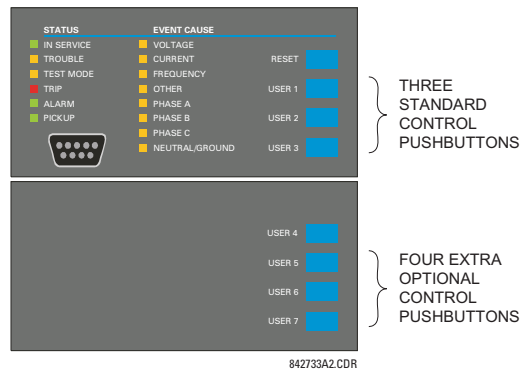 STATUS
IN SERVICE
TROUBLE
TEST MODE
TRIP
ALARM
PICKUP
EVENT CAUSE
VOLTAGE
CURRENT
FREQUENCY
OTHER
PHASE A
PHASE B
PHASE C
NEUTRAL/GROUND
RESET
USER 1
USER 2
USER 3
THREE
STANDARD
CONTROL
PUSHBUTTONS
USER 4
USER 5
USER 6
USER 7
FOUR EXTRA
OPTIONAL
CONTROL
PUSHBUTTONS
842733A2.CDR